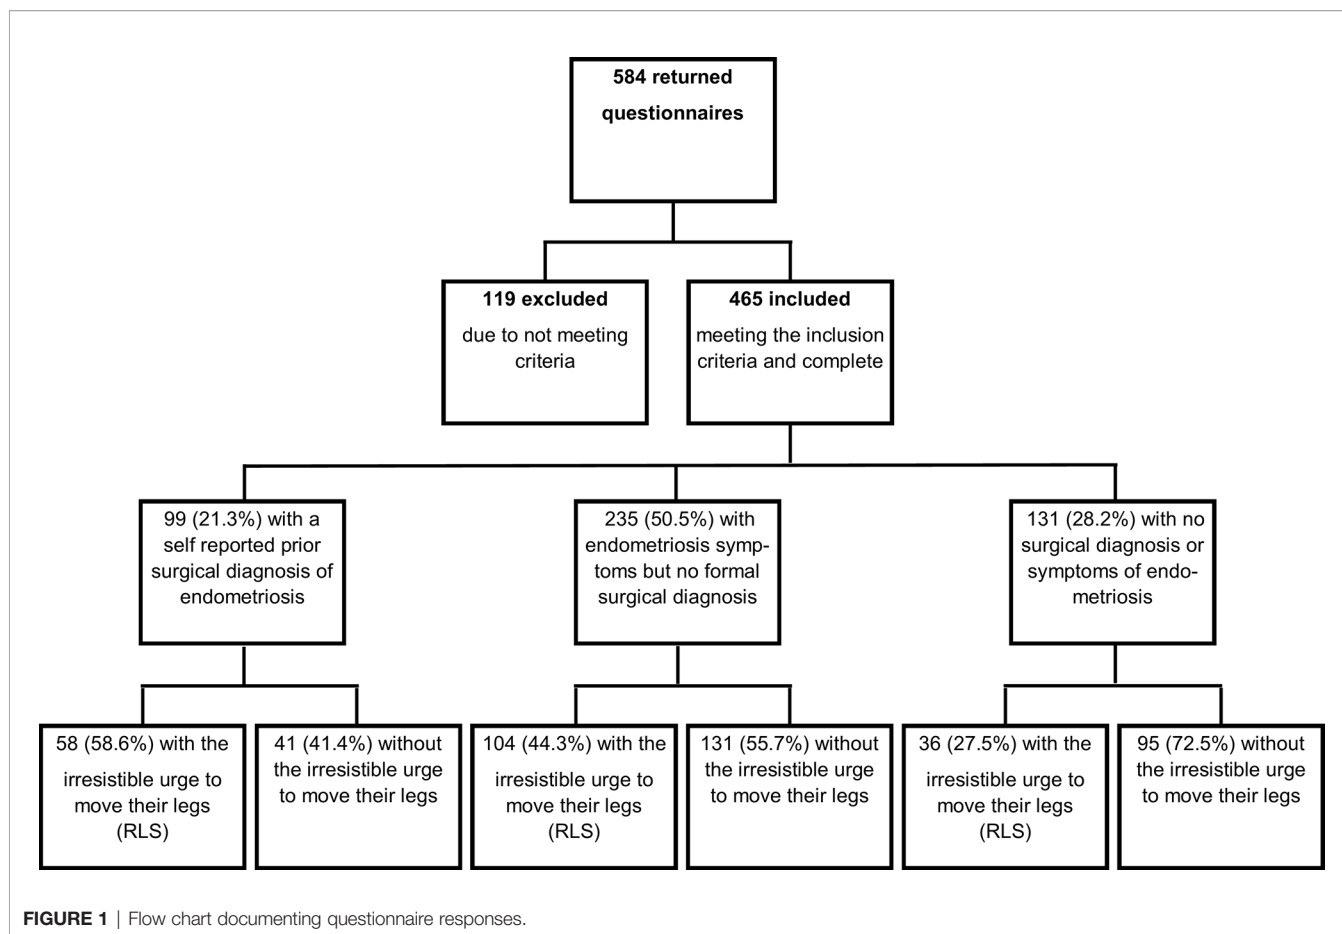 584 returned
questionnaires
119 excluded
due to not meeting
criteria
465 included
meeting the inclusion
criteria and complete
99 (21.3%) with a
self reported prior
surgical diagnosis of
endometriosis
235 (50.5%) with
endometriosis symp-
toms but no formal
surgical diagnosis
131 (28.2%) with no
surgical diagnosis or
symptoms of endo-
metriosis
58 (58.6%) with the
irresistible urge to
move their legs
(RLS)
41 (41.4%) without
the irresistible urge
to move their legs
104 (44.3%) with the
irresistible urge to
move their legs
(RLS)
131 (55.7%) without
the irresistible urge
to move their legs
36 (27.5%) with the
irresistible urge to
move their legs
(RLS)
95 (72.5%) without
the irresistible urge
to move their legs
FIGURE 1 | Flow chart documenting questionnaire responses.